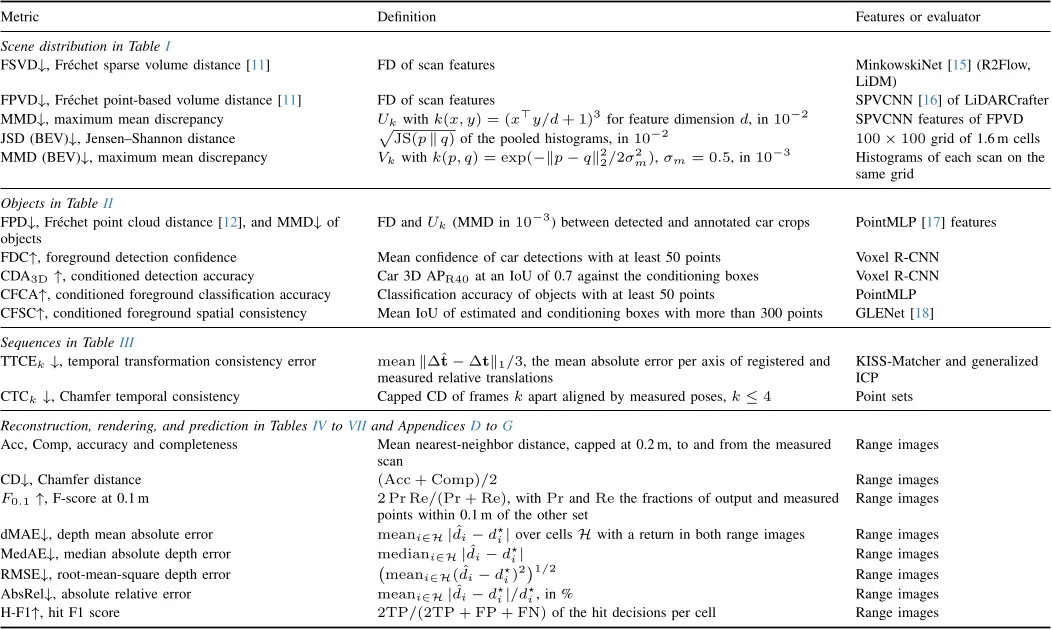 Metric Definition Features or evaluator
Scene distribution in Table I
FSVD↓, Fréchet sparse volume distance [11] FD of scan features MinkowskiNet [15] (R2Flow,
LiDM)
FPVD↓, Fréchet point-based volume distance [11] FD of scan features SPVCNN [16] of LiDARCrafter
MMD↓, maximum mean discrepancy U_k with k(x, y) = (x^⊤y/d + 1)^3 for feature dimension d, in 10^−2 SPVCNN features of FPVD
JSD (BEV)↓, Jensen–Shannon distance √JS(p ∥ q) of the pooled histograms, in 10^−2 100 × 100 grid of 1.6 m cells
MMD (BEV)↓, maximum mean discrepancy V_k with k(p, q) = exp(−∥p − q∥_2^2/2σ_m^2), σ_m = 0.5, in 10^−3 Histograms of each scan on the
same grid
Objects in Table II
FPD↓, Fréchet point cloud distance [12], and MMD↓ of FD and U_k (MMD in 10^−3) between detected and annotated car crops PointMLP [17] features
objects
FDC↑, foreground detection confidence Mean confidence of car detections with at least 50 points Voxel R-CNN
CDA_3D ↑, conditioned detection accuracy Car 3D AP_R40 at an IoU of 0.7 against the conditioning boxes Voxel R-CNN
CFCA↑, conditioned foreground classification accuracy Classification accuracy of objects with at least 50 points PointMLP
CFSC↑, conditioned foreground spatial consistency Mean IoU of estimated and conditioning boxes with more than 300 points GLENet [18]
Sequences in Table III
TTCE_k ↓, temporal transformation consistency error mean ∥Δt̂ − Δt∥_1/3, the mean absolute error per axis of registered and KISS-Matcher and generalized
measured relative translations ICP
CTC_k ↓, Chamfer temporal consistency Capped CD of frames k apart aligned by measured poses, k ≤ 4 Point sets
Reconstruction, rendering, and prediction in Tables IV to VII and Appendices D to G
Acc, Comp, accuracy and completeness Mean nearest-neighbor distance, capped at 0.2 m, to and from the measured Range images
scan
CD↓, Chamfer distance (Acc + Comp)/2 Range images
F_0.1 ↑, F-score at 0.1 m 2 Pr Re/(Pr + Re), with Pr and Re the fractions of output and measured Range images
points within 0.1 m of the other set
dMAE↓, depth mean absolute error mean_i∈H |d̂_i − d_i^⋆| over cells H with a return in both range images Range images
MedAE↓, median absolute depth error median_i∈H |d̂_i − d_i^⋆| Range images
RMSE↓, root-mean-square depth error (mean_i∈H(d̂_i − d_i^⋆)^2)^1/2 Range images
AbsRel↓, absolute relative error mean_i∈H |d̂_i − d_i^⋆|/d_i^⋆, in % Range images
H-F1↑, hit F1 score 2TP/(2TP + FP + FN) of the hit decisions per cell Range images